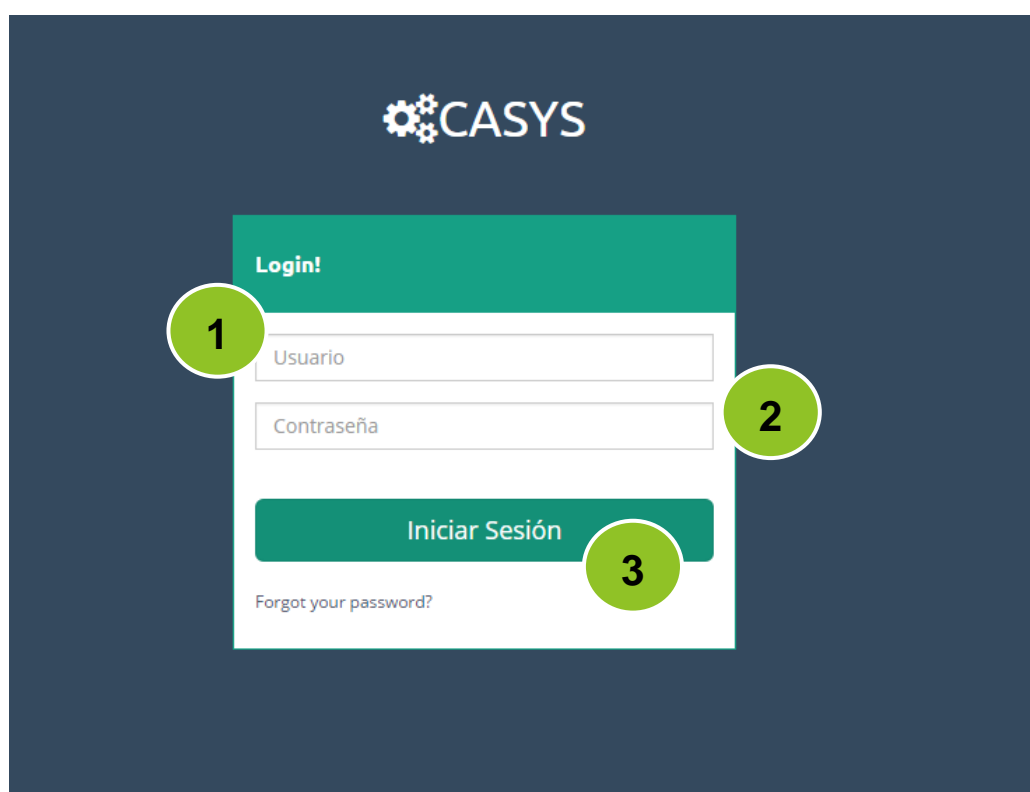 CASYS
Login!
1
Usuario
Contraseña
2
Iniciar Sesión
3
Forgot your password?